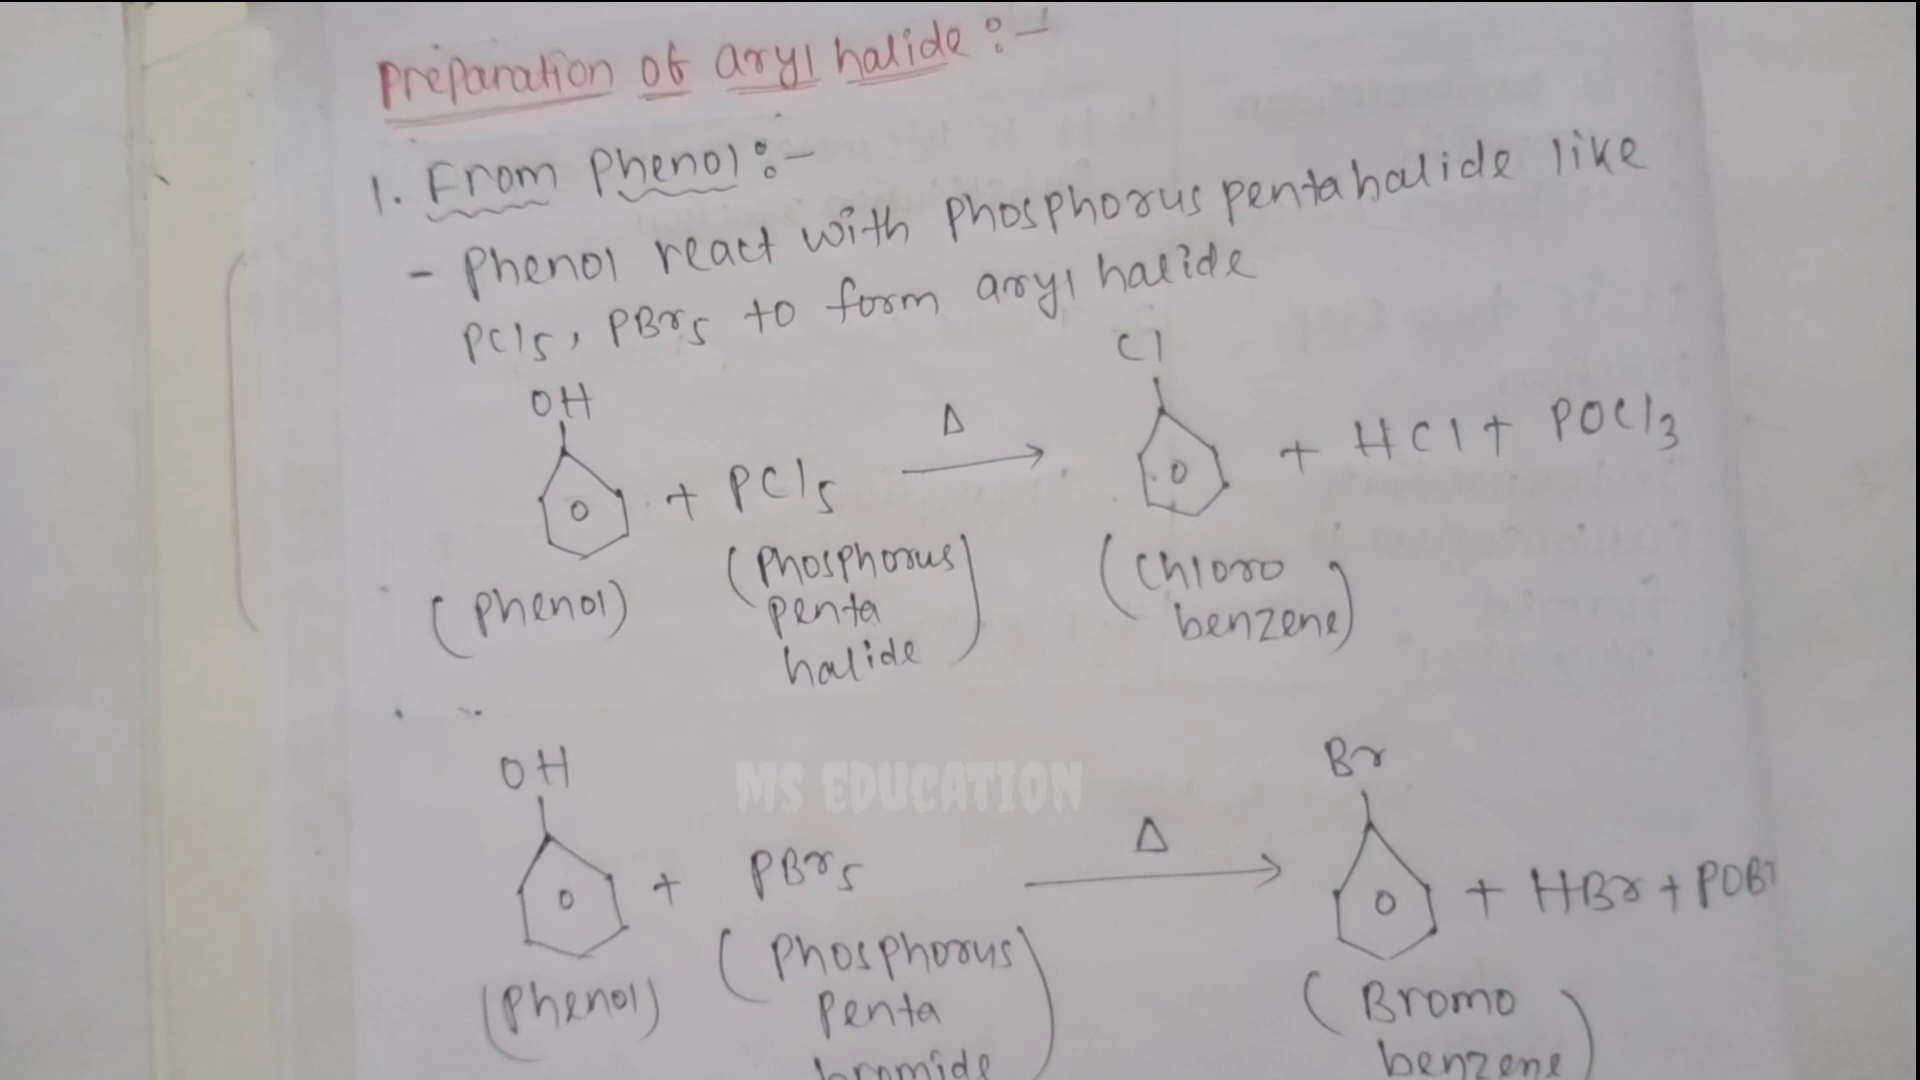 Preparation of aryl halide :-
1. From Phenol :-
- Phenol react with Phosphorus pentahalide like
PCl5, PBr5 to form aryl halide
OH
Cl
+ PCl5
Δ
+ HCl + POCl3
(Phenol)
(Phosphorus penta halide)
(Chloro benzene)
MS EDUCATION
OH
Br
+ PBr5
Δ
+ HBr + POBr
(Phenol)
(Phosphorus Penta bromide
(Bromo benzene)